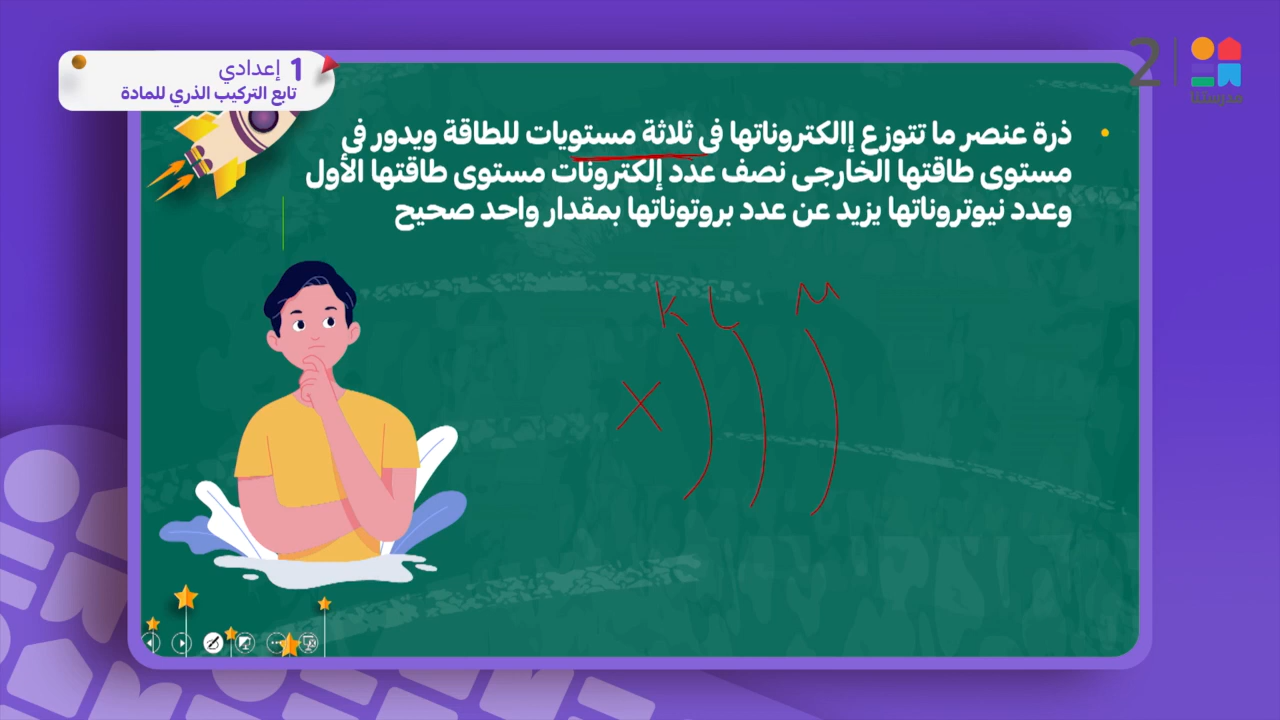 1 إعدادي
تابع التركيب الذري للمادة
2
مدرستنا
ذرة عنصر ما تتوزع إالكتروناتها فى ثلاثة مستويات للطاقة ويدور فى
مستوى طاقتها الخارجى نصف عدد إلكترونات مستوى طاقتها الأول
وعدد نيوتروناتها يزيد عن عدد بروتوناتها بمقدار واحد صحيح
K L M
X